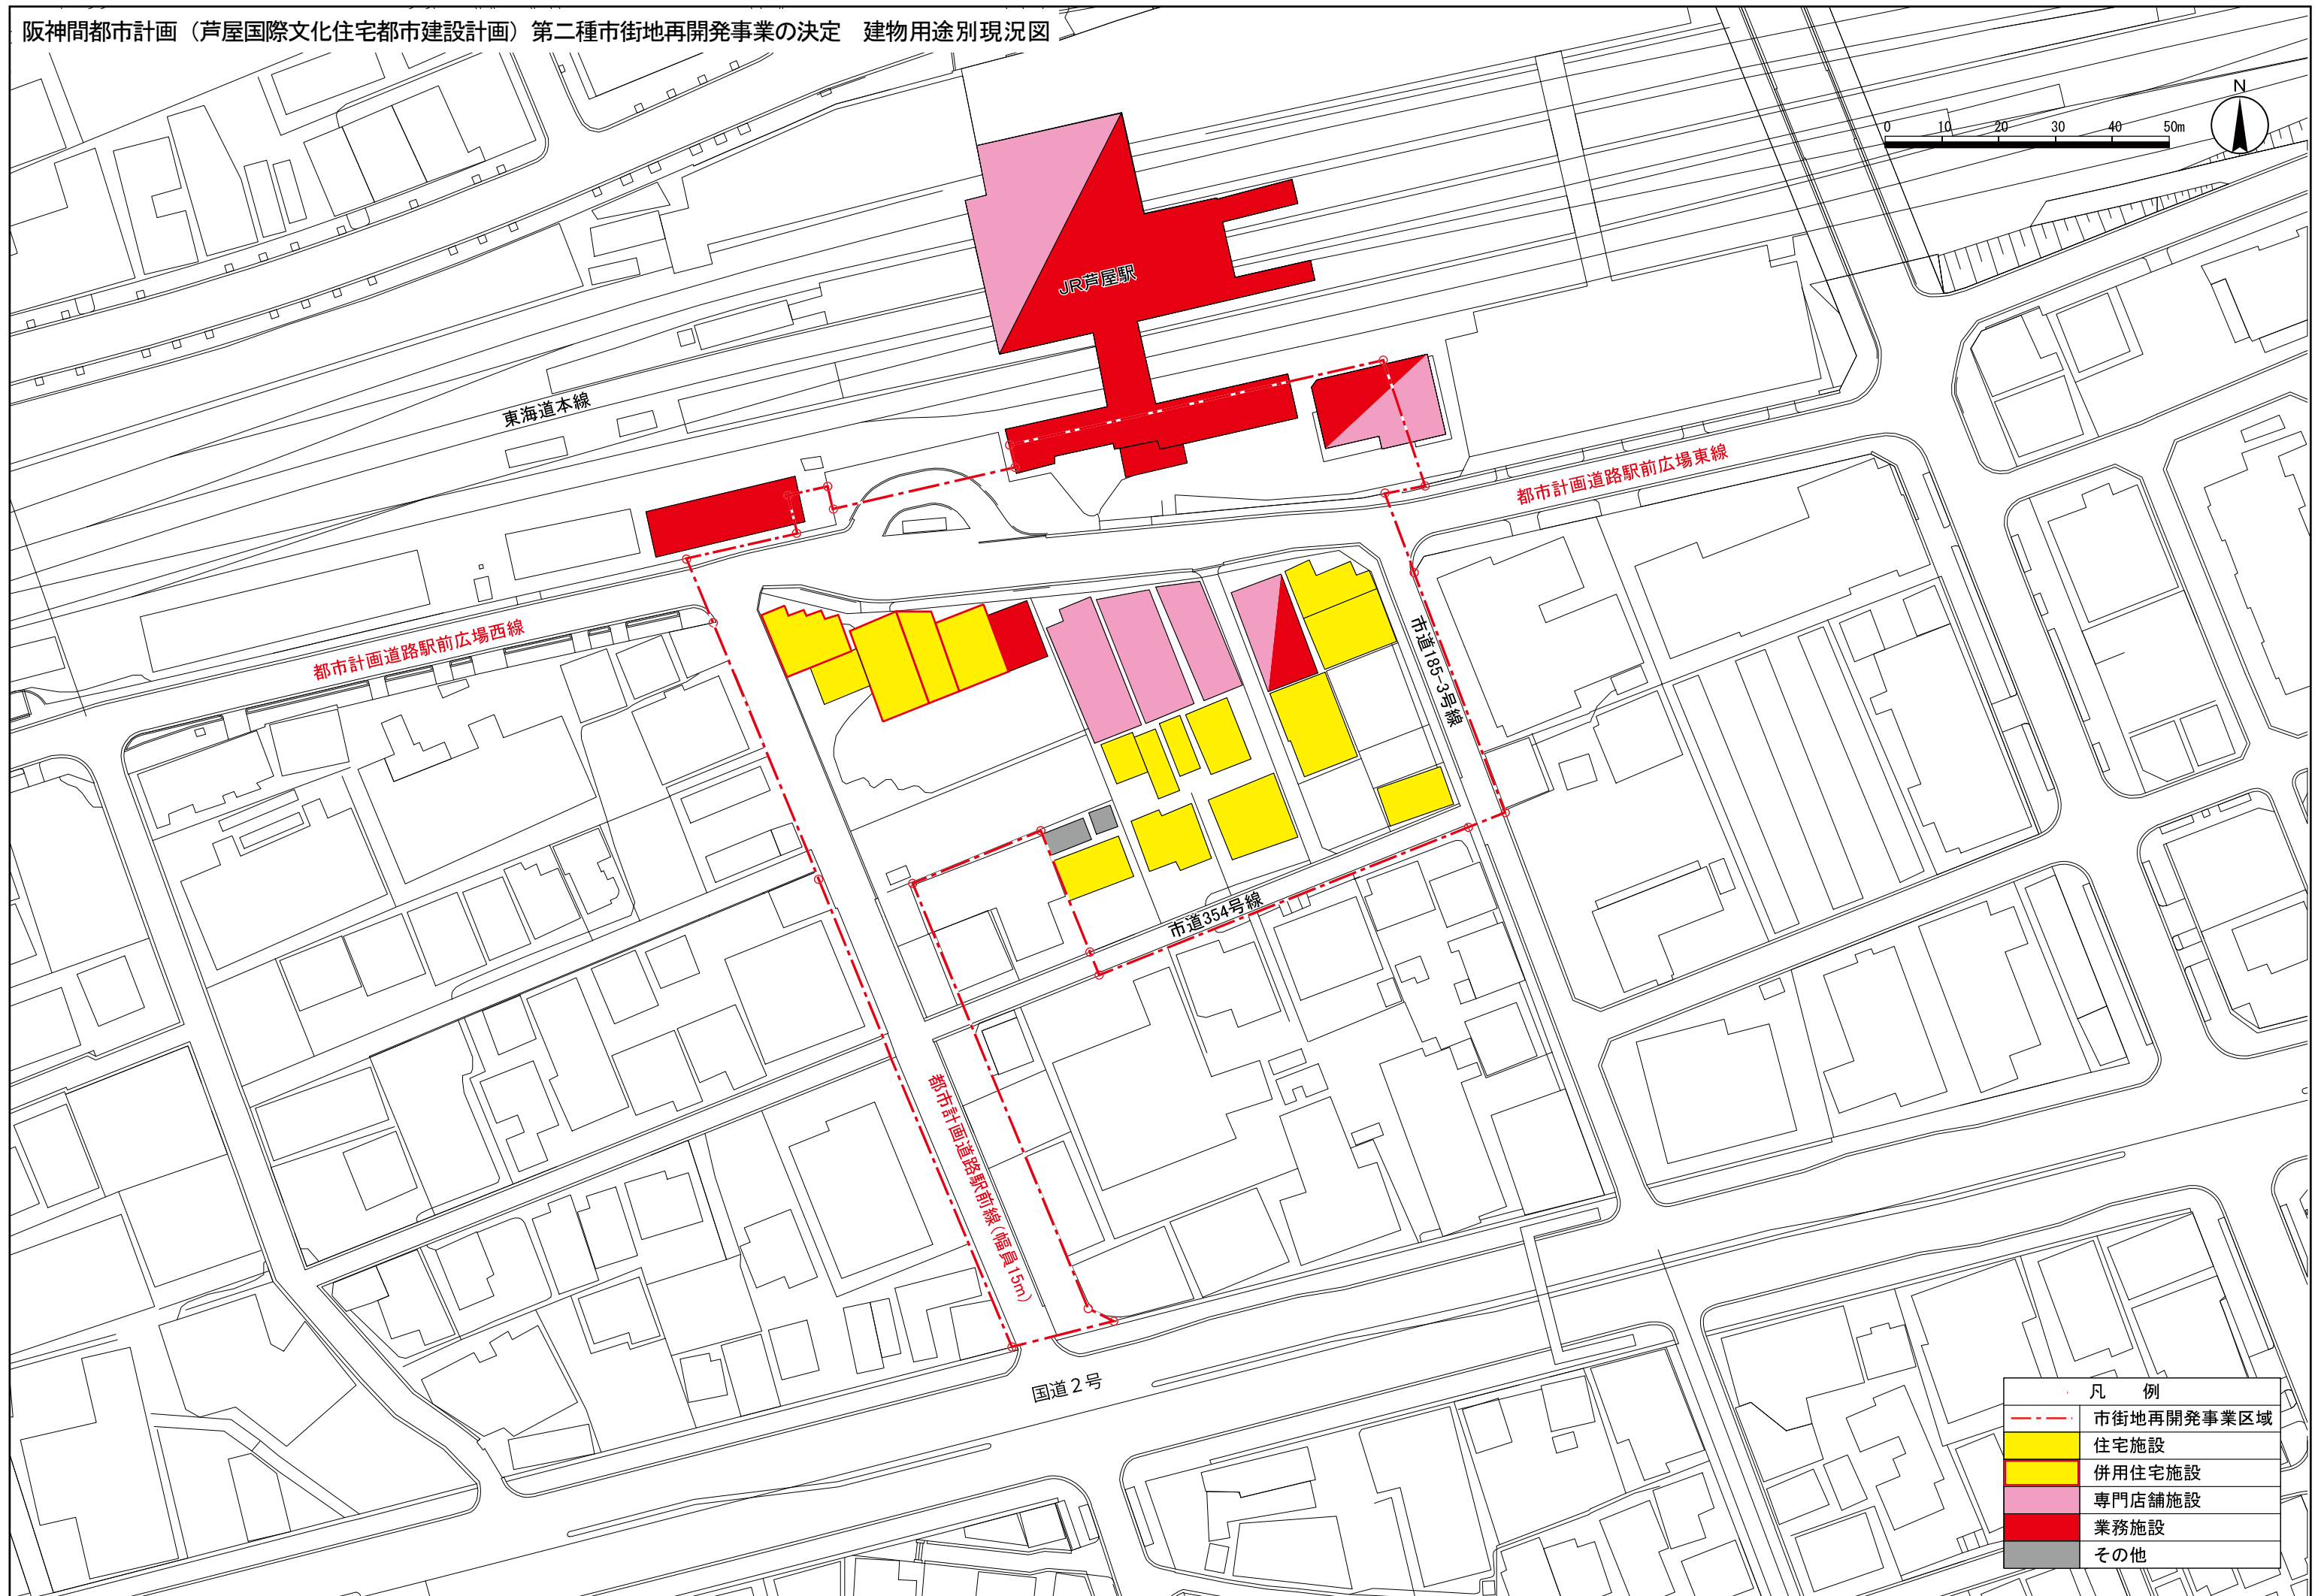 阪神間都市計画（芦屋国際文化住宅都市建設計画）第二種市街地再開発事業の決定　建物用途別現況図
N
0 10 20 30 40 50m
JR芦屋駅
東海道本線
都市計画道路駅前広場東線
都市計画道路駅前広場西線
市道185-3号線
市道354号線
都市計画道路駅前線（幅員15m）
国道２号
凡　例
市街地再開発事業区域
住宅施設
併用住宅施設
専門店舗施設
業務施設
その他